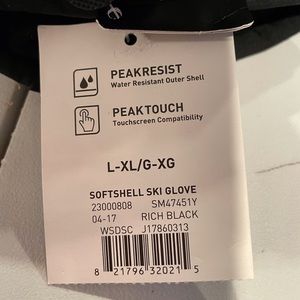 PEAKRESIST
Water Resistant Outer Shell
PEAKTOUCH
Touchscreen Compatibility
L-XL/G-XG
SOFTSHELL SKI GLOVE
23000808 SM47451Y
04-17 RICH BLACK
WSDSC J17860313
8 21796 32021 5